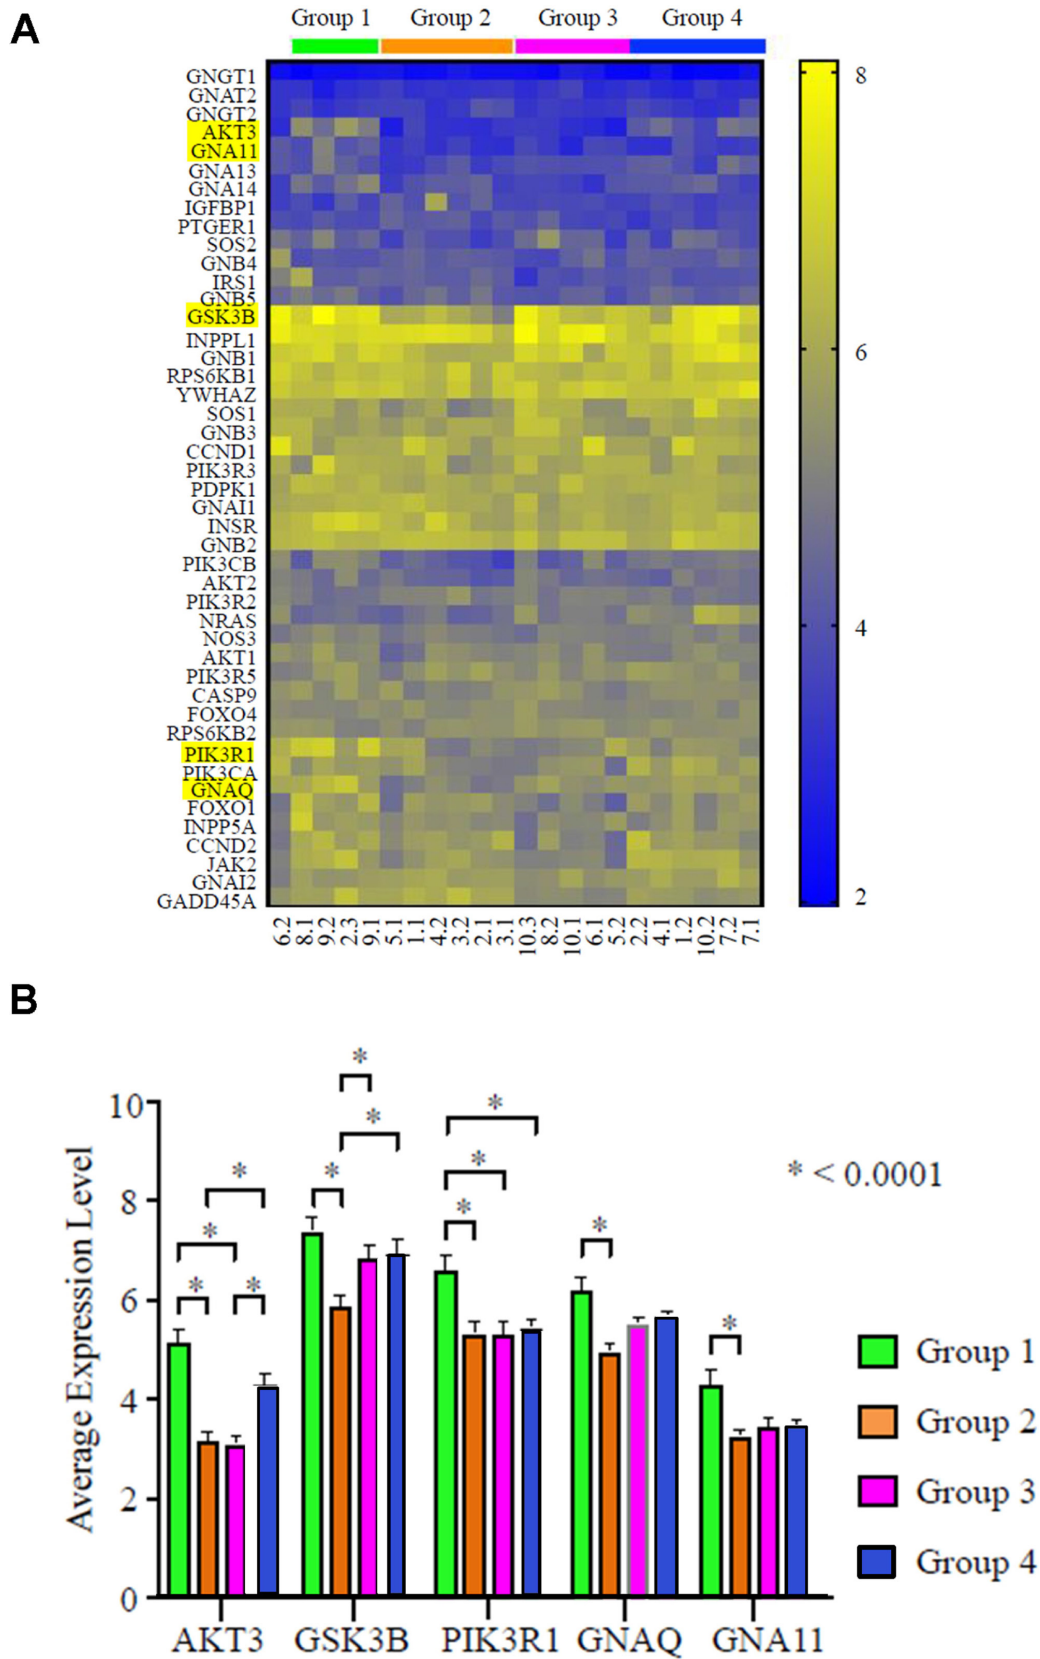 A
Group 1 Group 2 Group 3 Group 4
GNGT1
GNAT2
GNGT2
AKT3
GNA11
GNA13
GNA14
IGFBP1
PTGER1
SOS2
GNB4
IRS1
GNB5
GSK3B
INPPL1
GNB1
RPS6KB1
YWHAZ
SOS1
GNB3
CCND1
PIK3R3
PDPK1
GNAI1
INSR
GNB2
PIK3CB
AKT2
PIK3R2
NRAS
NOS3
AKT1
PIK3R5
CASP9
FOXO4
RPS6KB2
PIK3R1
PIK3CA
GNAQ
FOXO1
INPP5A
CCND2
JAK2
GNAI2
GADD45A
8
6
4
2
6.2 8.1 9.2 2.3 9.1 5.1 1.1 4.2 3.2 2.1 3.1 10.3 8.2 10.1 6.1 5.2 2.2 4.1 1.2 10.2 7.2 7.1
B
Average Expression Level
10
8
6
4
2
0
* * * *
* * *
* * *
*
*
* < 0.0001
AKT3 GSK3B PIK3R1 GNAQ GNA11
Group 1
Group 2
Group 3
Group 4